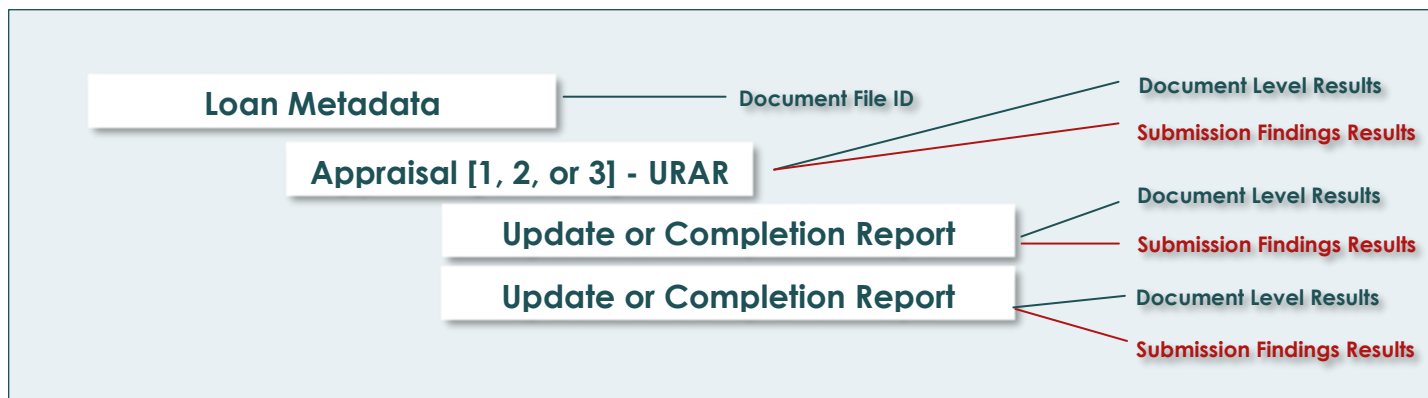 Loan Metadata
Document File ID
Document Level Results
Submission Findings Results
Appraisal [1, 2, or 3] - URAR
Document Level Results
Update or Completion Report
Submission Findings Results
Update or Completion Report
Document Level Results
Submission Findings Results